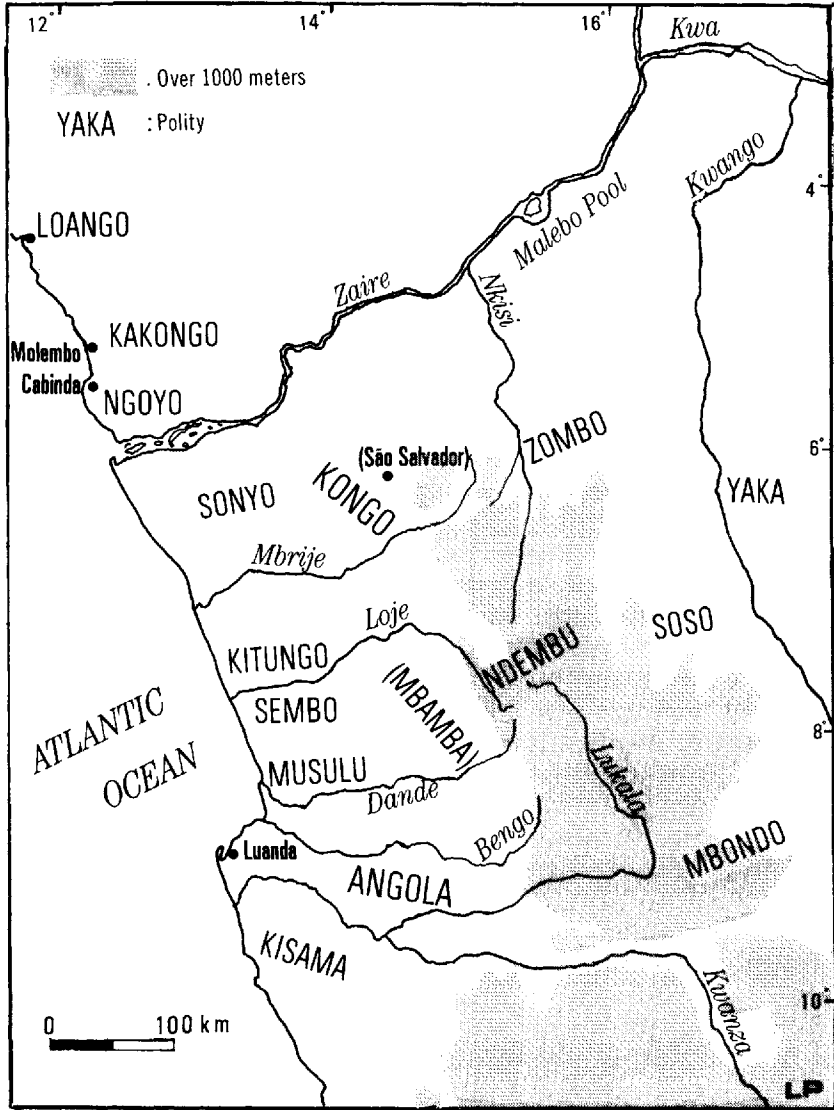 12°
14°
16°
Kwa
. Over 1000 meters
YAKA : Polity
Kwango
4°
LOANGO
Malebo Pool
Zaire
Nkisi
KAKONGO
Molembo
Cabinda
NGOYO
ZOMBO
6°
(São Salvador)
SONYO
KONGO
YAKA
Mbrije
Loje
SOSO
KITUNGO
NDEMBU
(MBAMBA)
SEMBO
ATLANTIC
OCEAN
8°
MUSULU
Dande
Lukala
Bengo
Luanda
MBONDO
ANGOLA
KISAMA
10°
Kwanza
0 100 km
LP